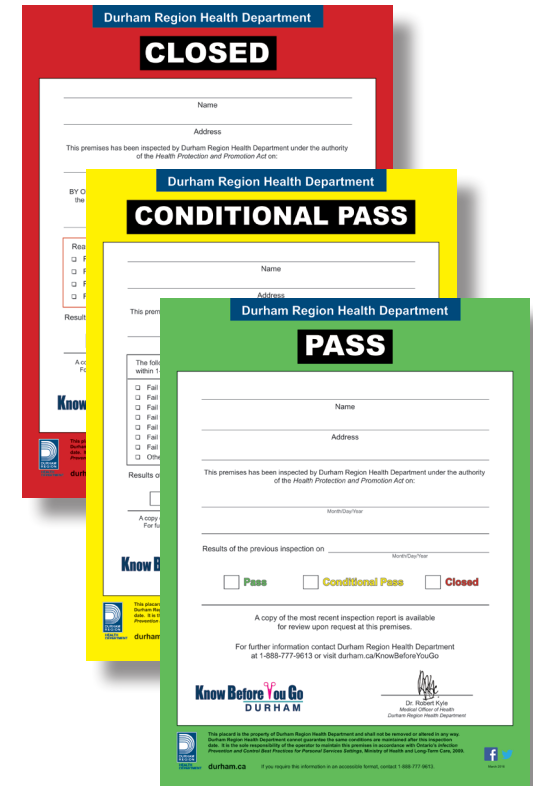 Durham Region Health Department
CLOSED
Name
Address
This premises has been inspected by Durham Region Health Department under the authority
of the Health Protection and Promotion Act on:
BY O
the
Rea
Result
A co
Know
durh
Durham Region Health Department
CONDITIONAL PASS
Name
Address
This prem
The follo
within 1
Fail
Fail
Fail
Fail
Fail
Fail
Othe
Results o
A copy
For fu
Know B
This placar
Durham Re
date. It is th
Prevention
durham
Durham Region Health Department
PASS
Name
Address
This premises has been inspected by Durham Region Health Department under the authority
of the Health Protection and Promotion Act on:
Month/Day/Year
Results of the previous inspection on
Month/Day/Year
Pass Conditional Pass Closed
A copy of the most recent inspection report is available
for review upon request at this premises.
For further information contact Durham Region Health Department
at 1-888-777-9613 or visit durham.ca/KnowBeforeYouGo
Know Before You Go
DURHAM
Dr. Robert Kyle
Medical Officer of Health
Durham Region Health Department
This placard is the property of Durham Region Health Department and shall not be removed or altered in any way.
Durham Region Health Department cannot guarantee the same conditions are maintained after this inspection
date. It is the sole responsibility of the operator to maintain this premises in accordance with Ontario's Infection
Prevention and Control Best Practices for Personal Services Settings, Ministry of Health and Long-Term Care, 2009.
DURHAM
REGION
HEALTH
DEPARTMENT
durham.ca If you require this information in an accessible format, contact 1-888-777-9613.